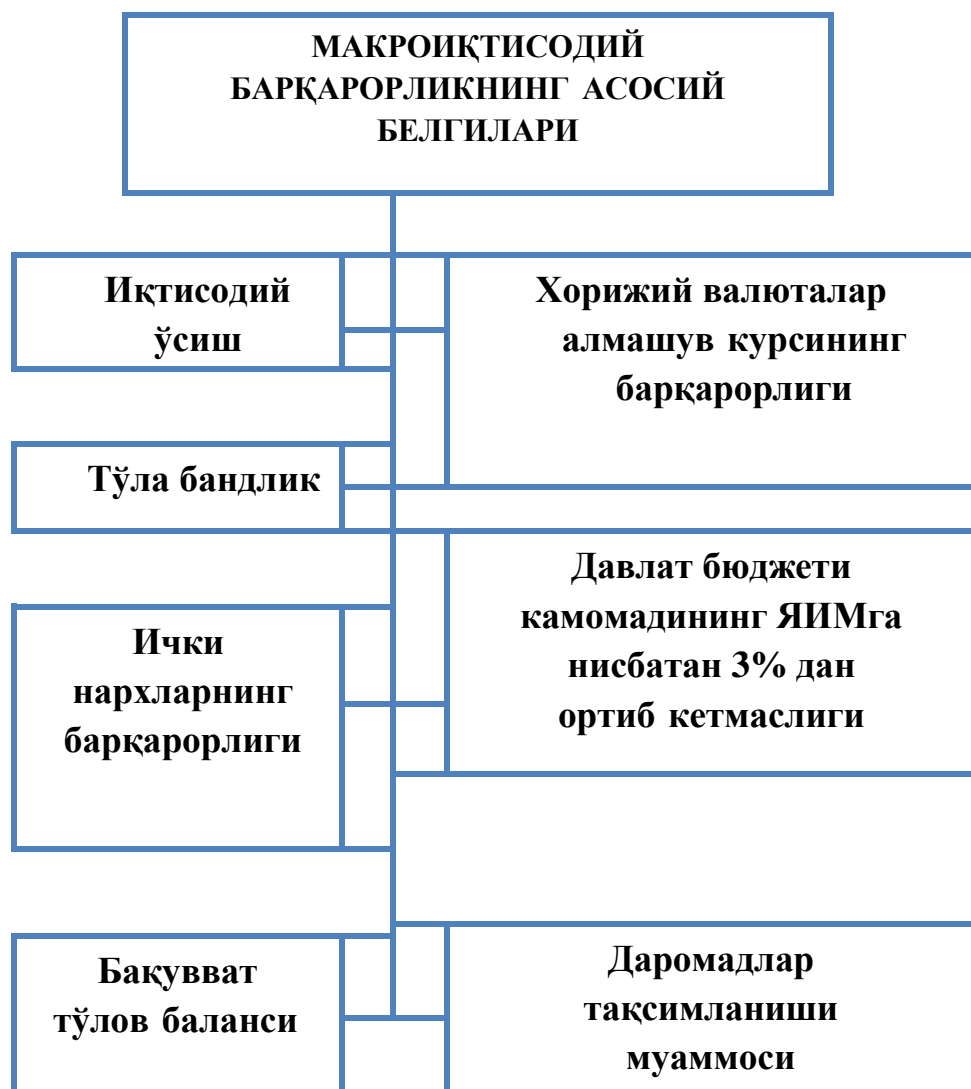 МАКРОИҚТИСОДИЙ
БАРҚАРОРЛИКНИНГ АСОСИЙ
БЕЛГИЛАРИ
Иқтисодий
ўсиш
Хорижий валюталар
алмашув курсининг
барқарорлиги
Тўла бандлик
Давлат бюджети
камомадининг ЯИМга
нисбатан 3% дан
ортиб кетмаслиги
Ички
нархларнинг
барқарорлиги
Бақувват
тўлов баланси
Даромадлар
тақсимланиши
муаммоси